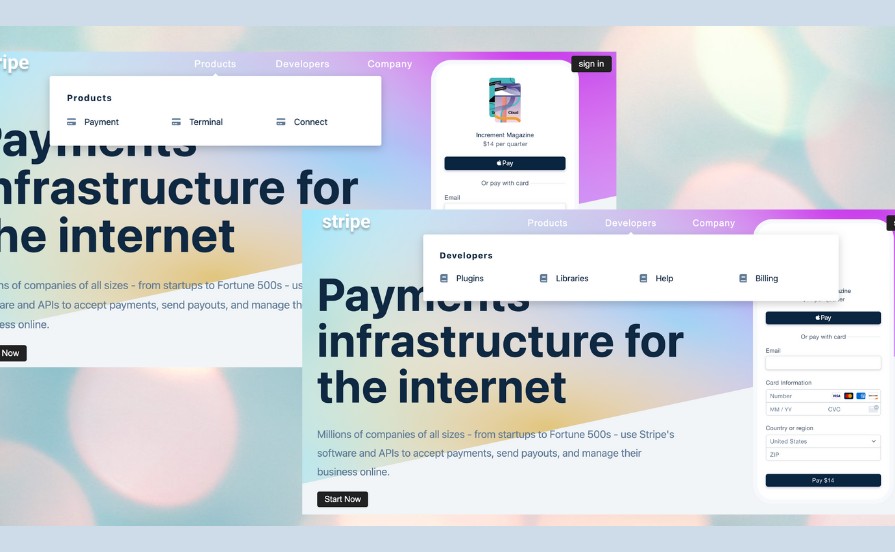 ripe
Products
Developers
Company
sign in
Products
Payment
Terminal
Connect
Payments
nfrastructure for
he internet
ns of companies of all sizes - from startups to Fortune 500s - us
are and APIs to accept payments, send payouts, and manage th
ess online.
Now
Increment Magazine
$14 per quarter
Pay
Or pay with card
Email
stripe
Products
Developers
Company
Developers
Plugins
Libraries
Help
Billing
Payments
infrastructure for
the internet
Millions of companies of all sizes - from startups to Fortune 500s - use Stripe's
software and APIs to accept payments, send payouts, and manage their
business online.
Start Now
Pay
Or pay with card
Email
Card Information
Number
VISA
MM / YY
CVC
Country or region
United States
ZIP
Pay $14